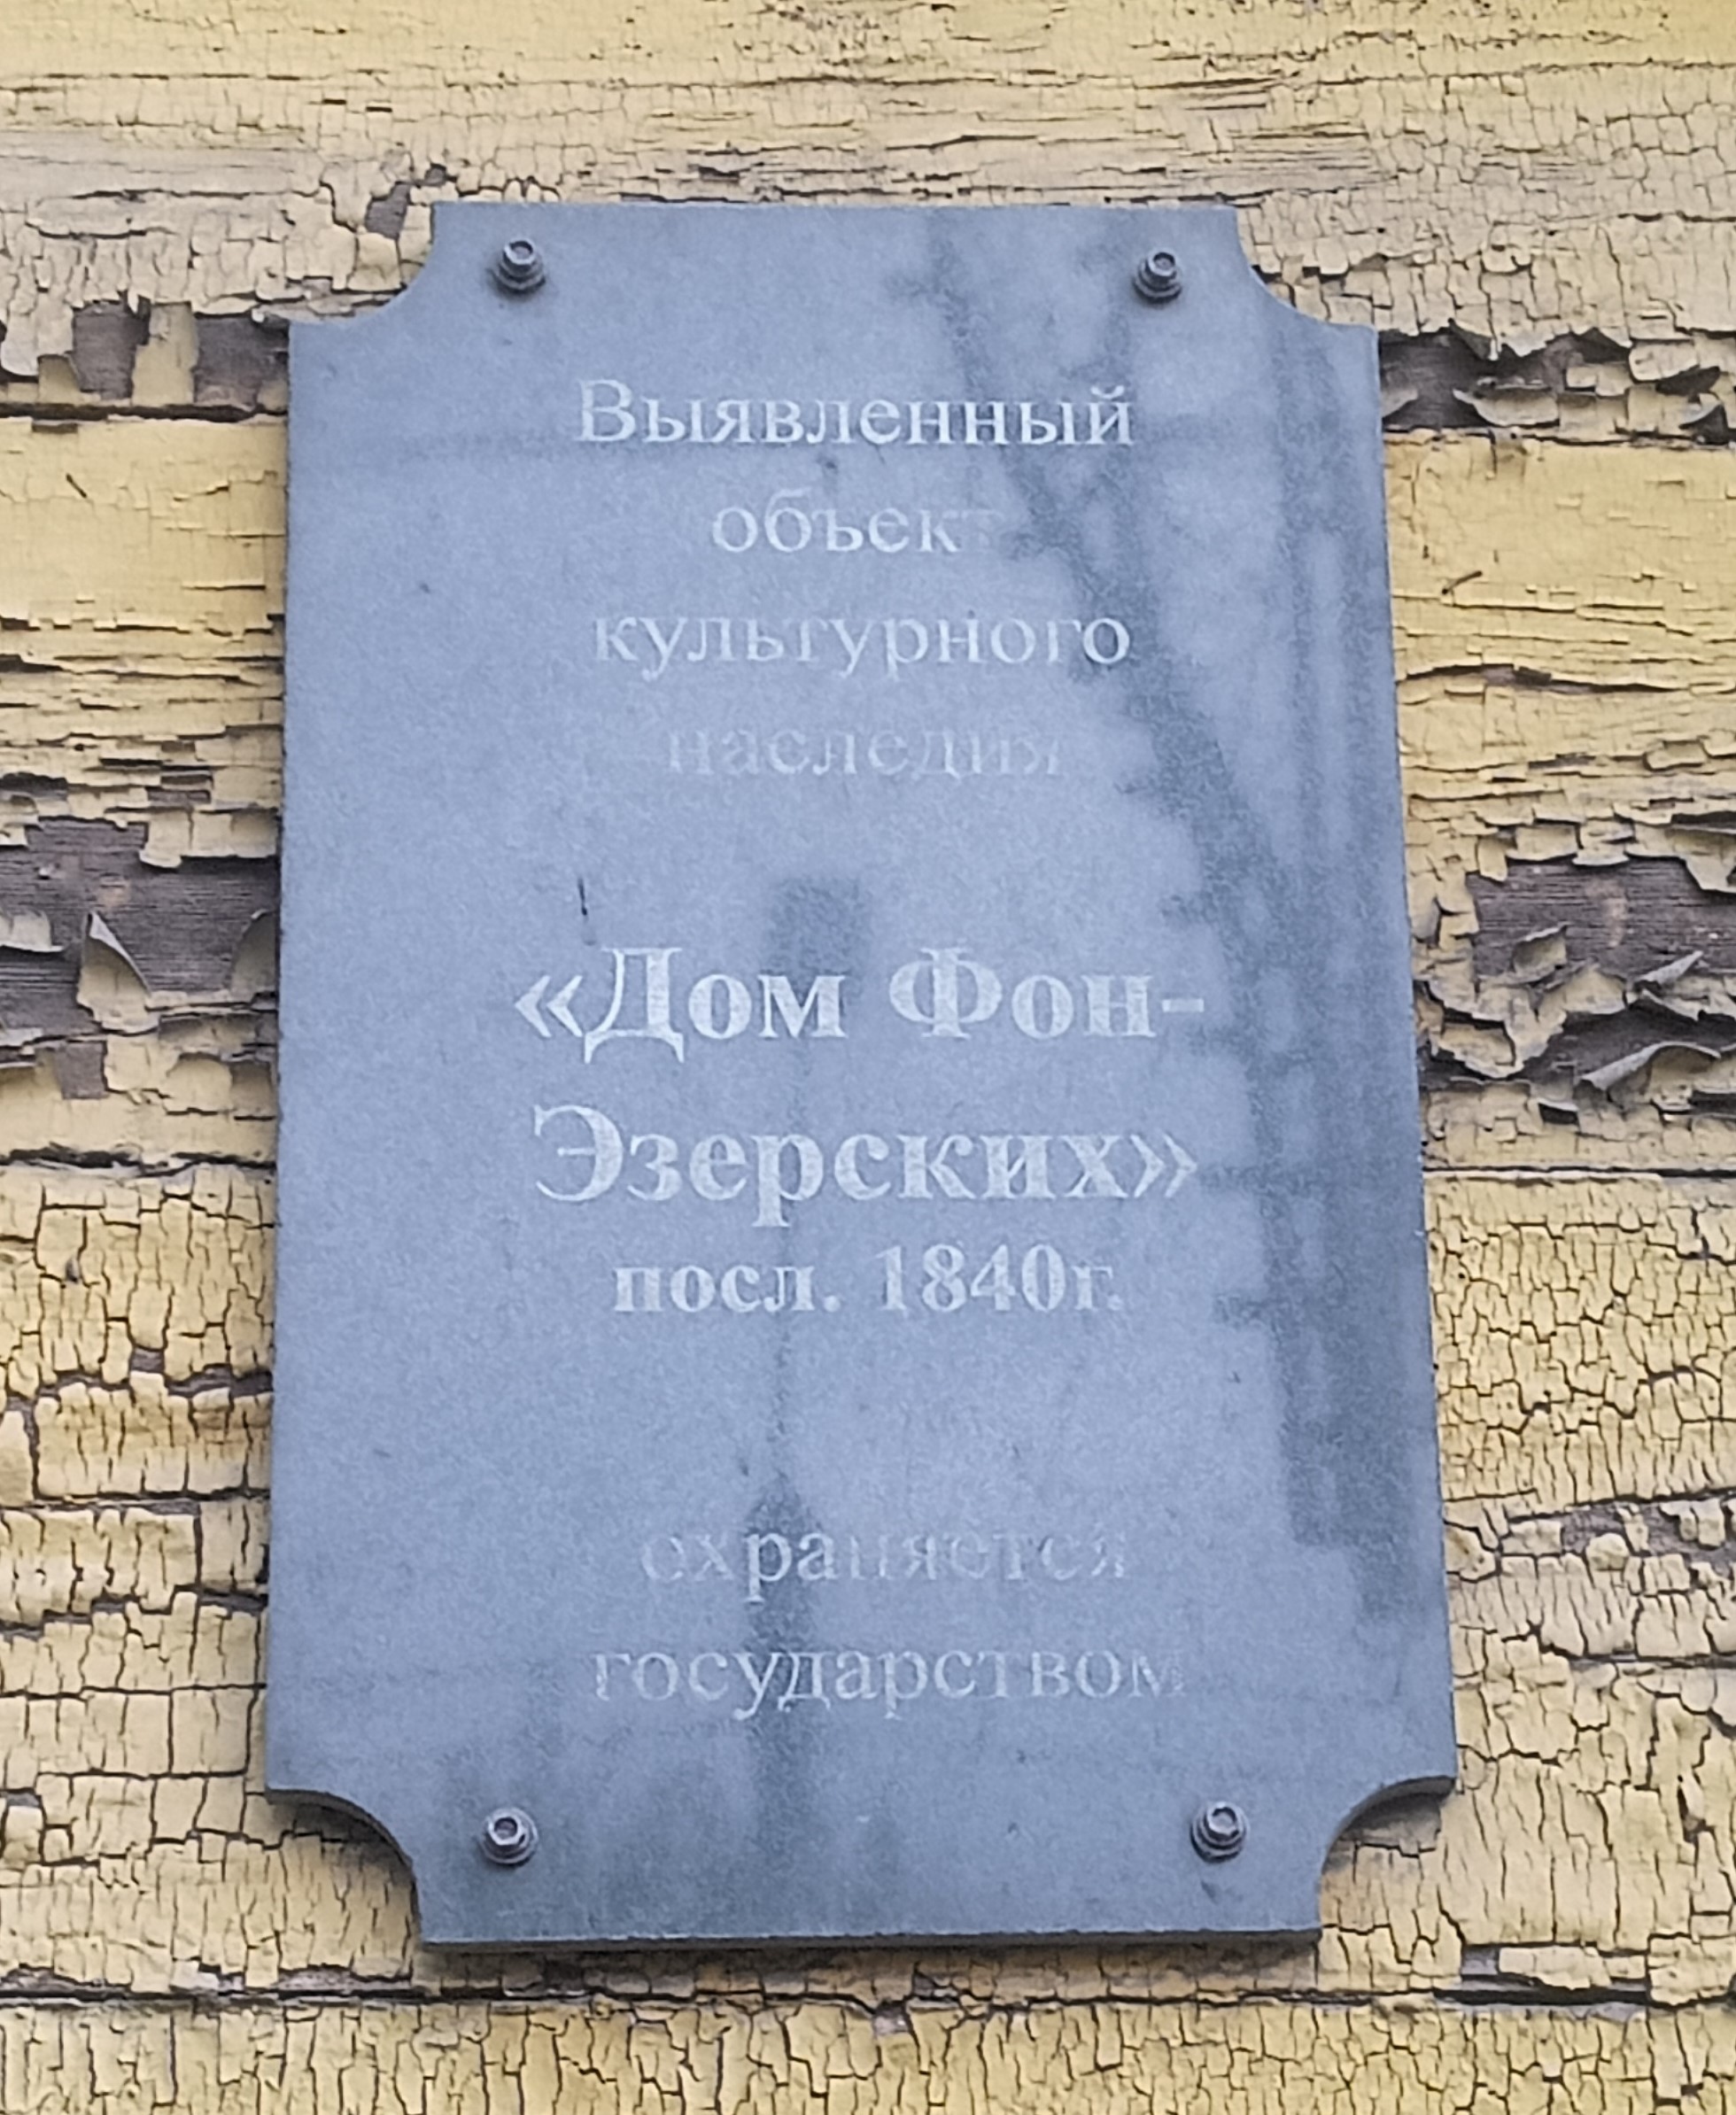 Выявленный
объект
культурного
наследия
«Дом Фон-
Эзерских»
посл. 1840г.
охраняется
государством